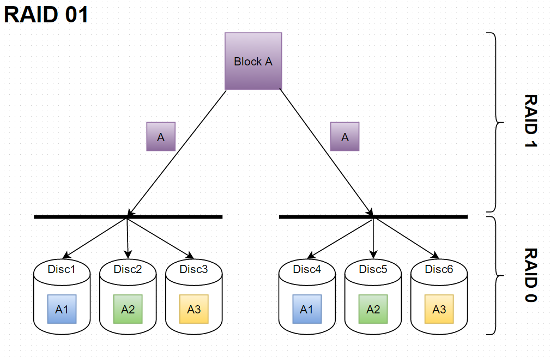 RAID 01
Block A
A
A
RAID 1
Disc1
Disc2
Disc3
Disc4
Disc5
Disc6
A1
A2
A3
A1
A2
A3
RAID 0